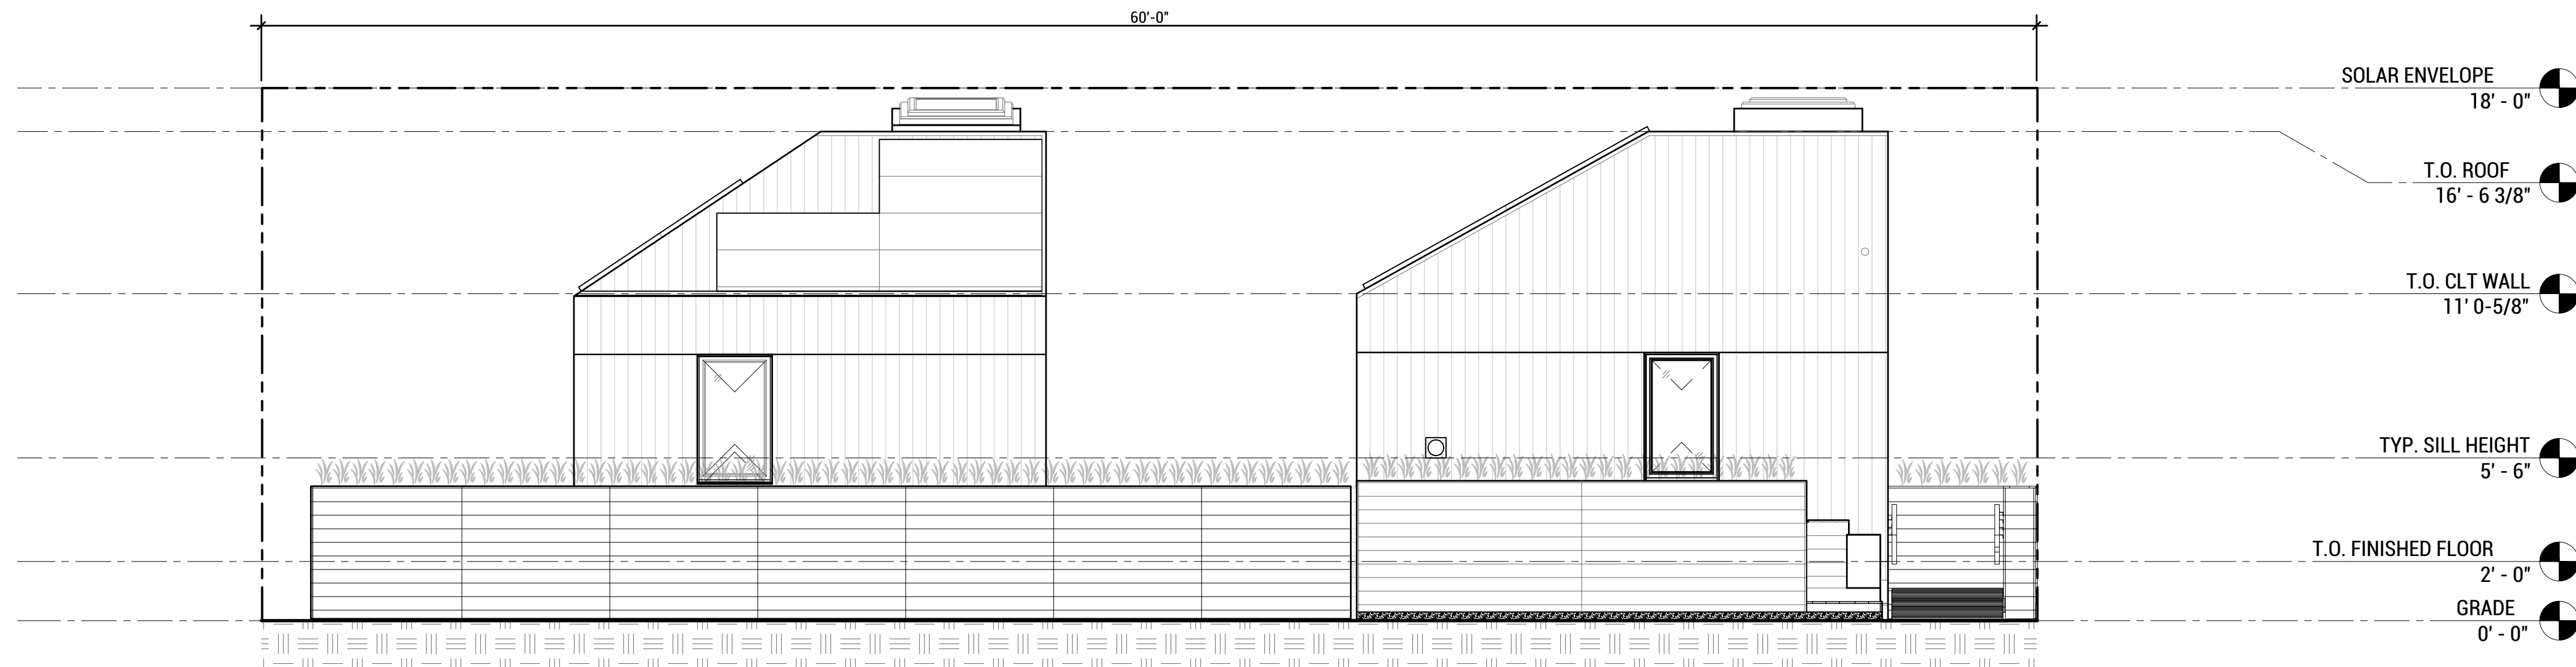 60'-0"
SOLAR ENVELOPE
18' - 0"
T.O. ROOF
16' - 6 3/8"
T.O. CLT WALL
11' 0-5/8"
TYP. SILL HEIGHT
5' - 6"
T.O. FINISHED FLOOR
2' - 0"
GRADE
0' - 0"